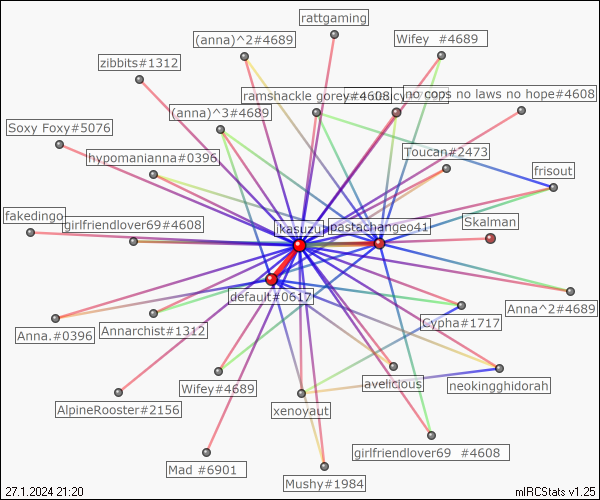 rattgaming
(anna)^2#4689
Wifey #4689
zibbits#1312
ramshackle gorey#4608
no cops no laws no hope#4608
(anna)^3#4689
Soxy Foxy#5076
hypomanianna#0396
Toucan#2473
frisout
fakedingo
girlfriendlover69#4608
jkasuzu
pastachangeo41
Skalman
default#0617
Anna^2#4689
Anna.#0396
Annarchist#1312
Cypha#1717
Wifey#4689
avelicious
neokingghidorah
AlpineRooster#2156
xenoyaut
girlfriendlover69 #4608
Mad #6901
Mushy#1984
27.1.2024 21:20
mIRCStats v1.25